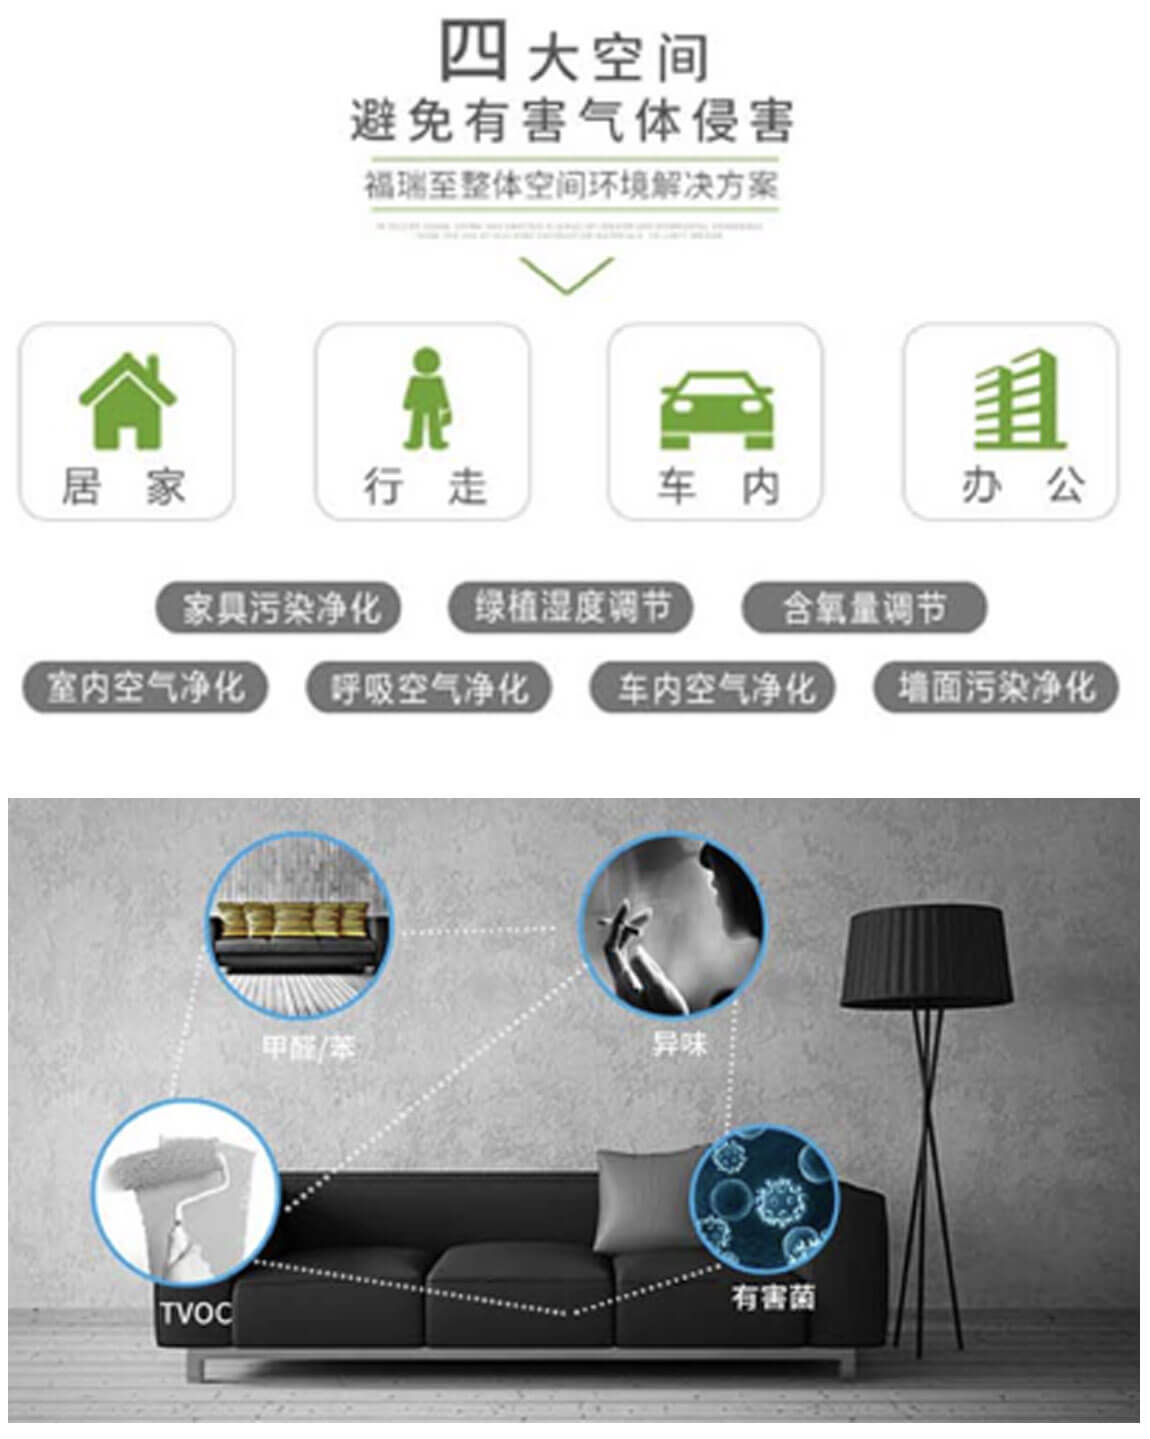 四大空间
避免有害气体侵害
福瑞至整体空间环境解决方案
居家
行走
车内
办公
家具污染净化
绿植湿度调节
含氧量调节
室内空气净化
呼吸空气净化
车内空气净化
墙面污染净化
甲醛/苯
异味
TVOC
有害菌